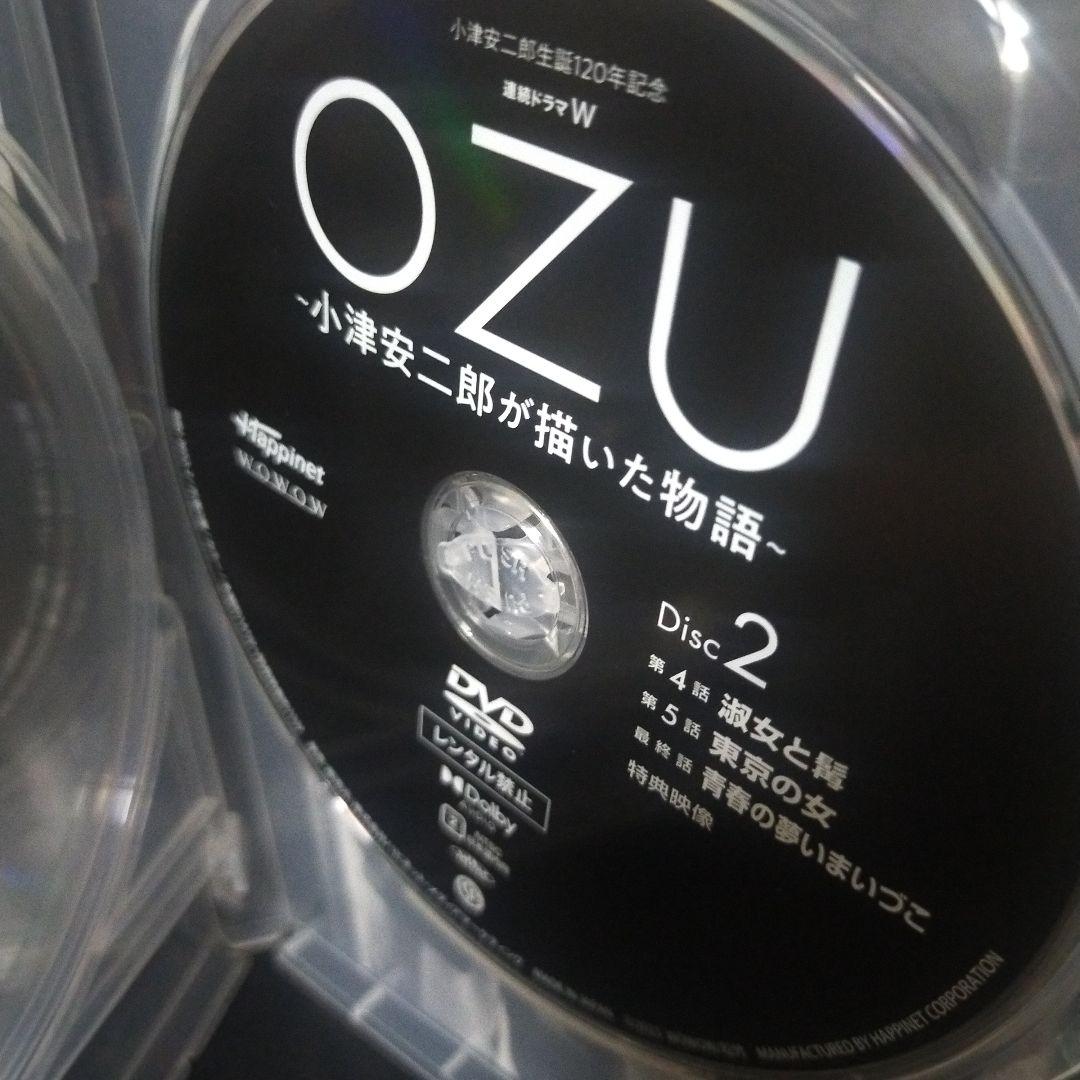 小津安二郎生誕120年記念
連続ドラマW
OZU
~小津安二郎が描いた物語~
Happinet
WOWOW
Disc 2
第4話 淑女と髯
第5話 東京の女
最終話 青春の夢いまいづこ
特典映像
DVD
VIDEO
レンタル禁止
Dolby
AUDIO
2
PUSH
MANUFACTURED BY HAPPINET CORPORATION